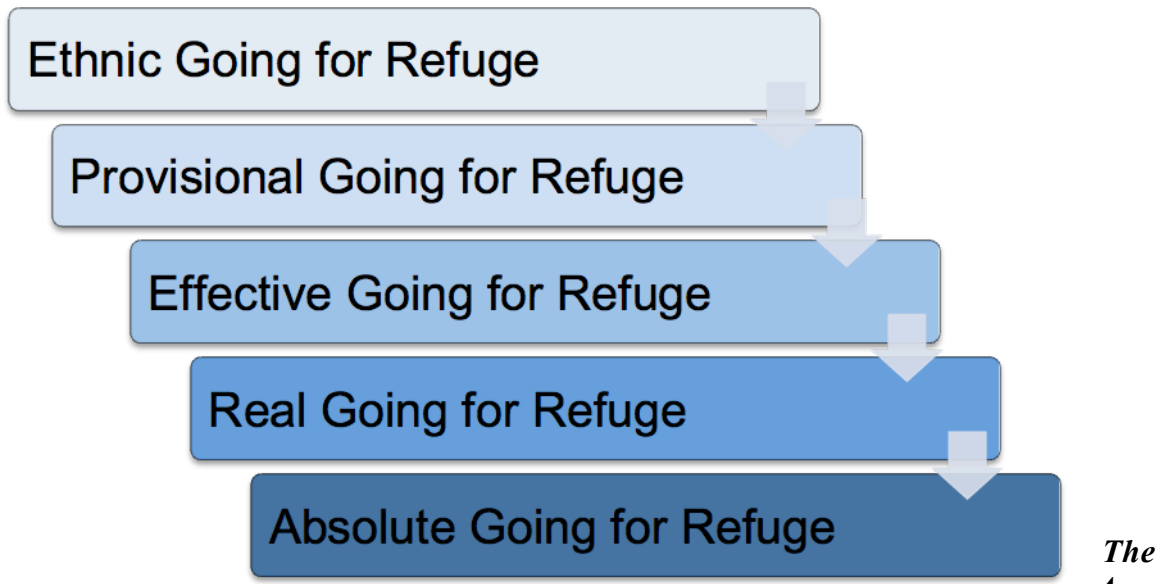 Ethnic Going for Refuge
Provisional Going for Refuge
Effective Going for Refuge
Real Going for Refuge
Absolute Going for Refuge
The